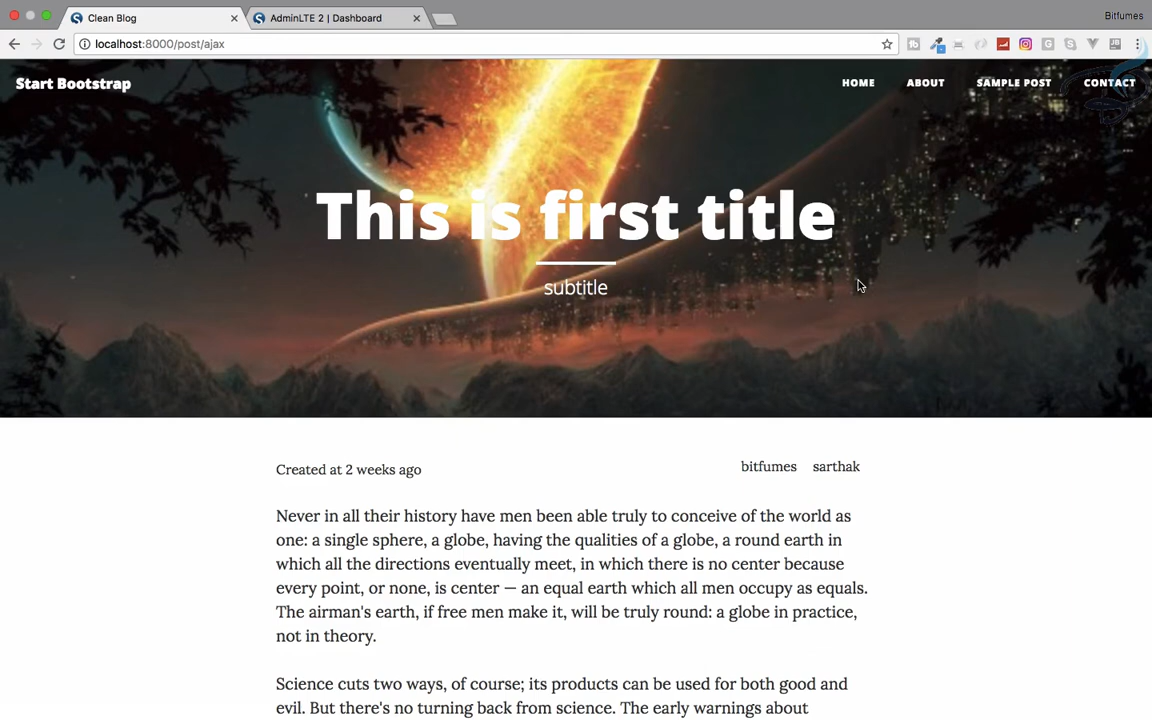 Clean Blog
AdminLTE 2 | Dashboard
Bitfumes
localhost:8000/post/ajax
Start Bootstrap
HOME
ABOUT
SAMPLE POST
CONTACT
This is first title
subtitle
Created at 2 weeks ago
bitfumes
sarthak
Never in all their history have men been able truly to conceive of the world as
one: a single sphere, a globe, having the qualities of a globe, a round earth in
which all the directions eventually meet, in which there is no center because
every point, or none, is center — an equal earth which all men occupy as equals.
The airman's earth, if free men make it, will be truly round: a globe in practice,
not in theory.
Science cuts two ways, of course; its products can be used for both good and
evil. But there's no turning back from science. The early warnings about